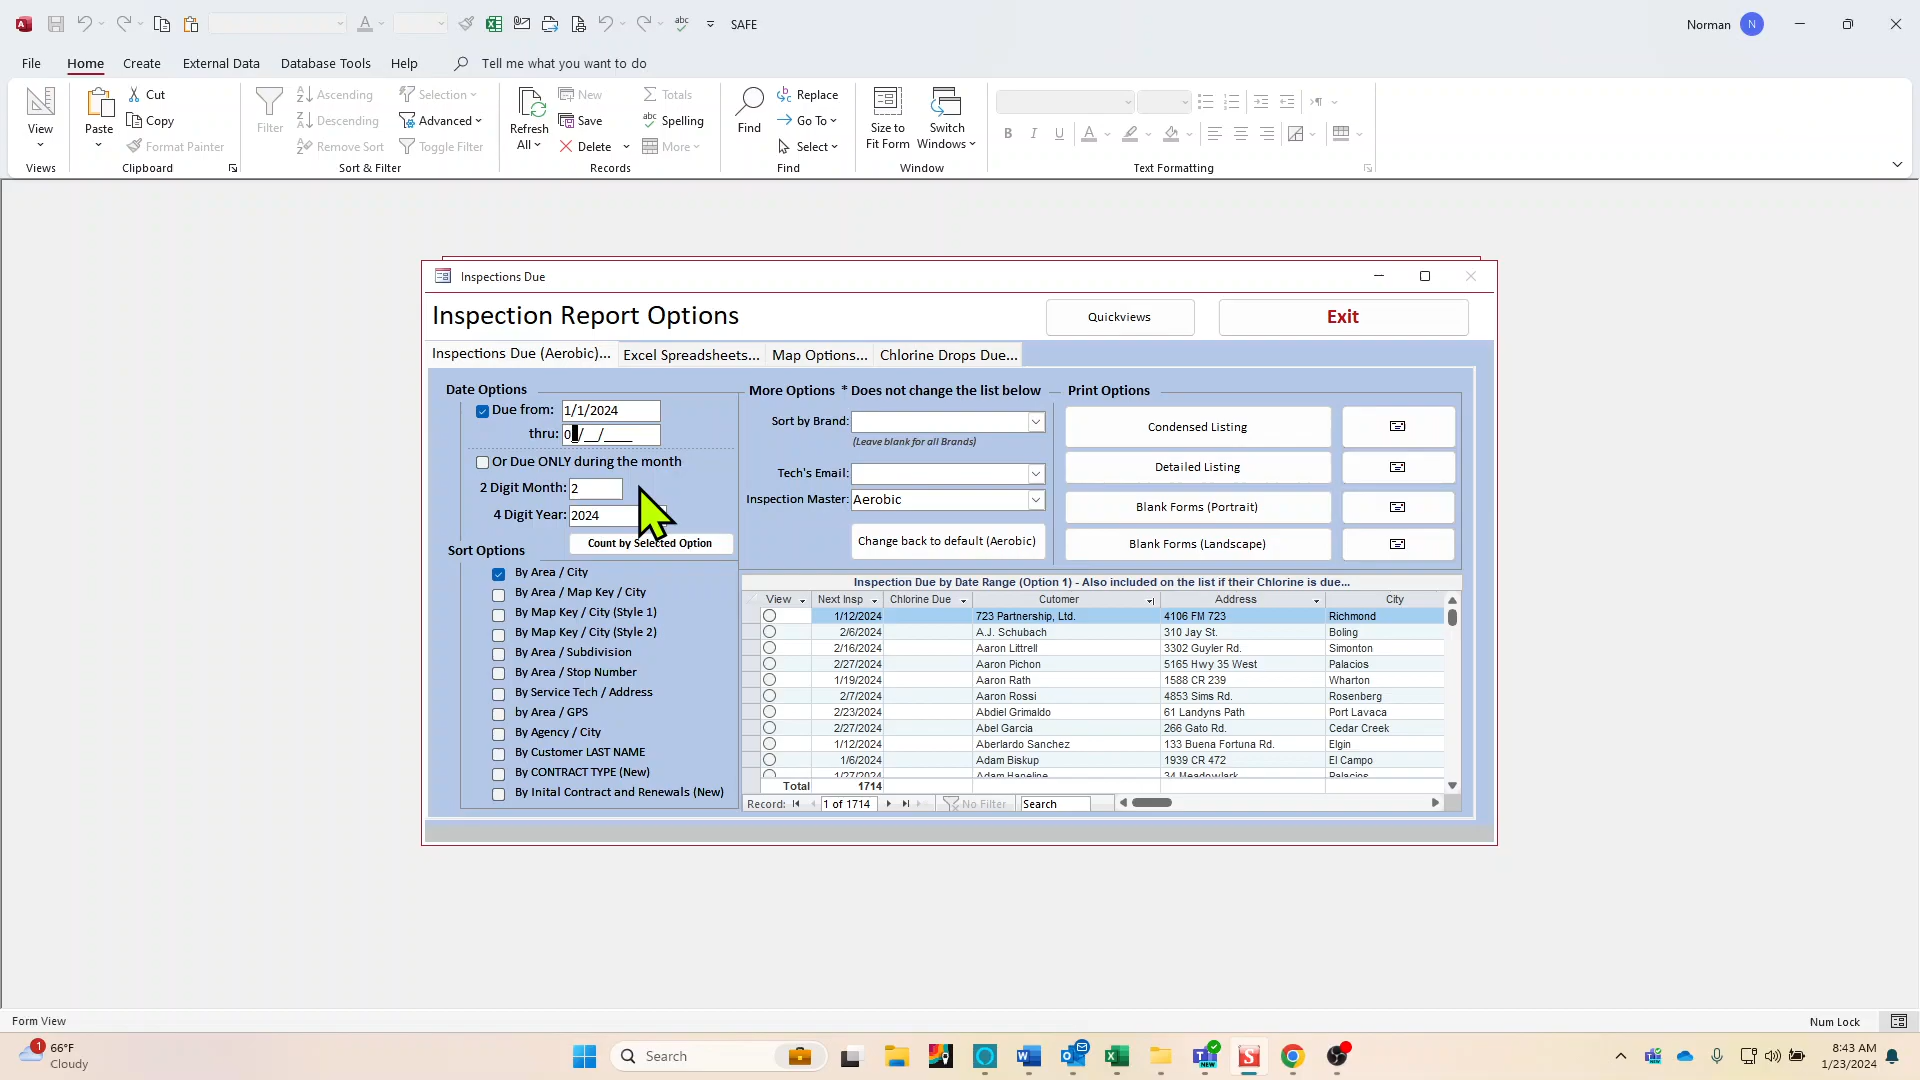 SAFE
Norman
N
File
Home
Create
External Data
Database Tools
Help
Tell me what you want to do
View
Views
Paste
Cut
Copy
Format Painter
Clipboard
Filter
Ascending
Descending
Remove Sort
Selection
Advanced
Toggle Filter
Sort & Filter
Refresh
All
New
Save
Delete
Totals
Spelling
More
Records
Find
Replace
Go To
Select
Find
Size to
Fit Form
Switch
Windows
Window
Text Formatting
Inspections Due
Inspection Report Options
Quickviews
Exit
Inspections Due (Aerobic)...
Excel Spreadsheets...
Map Options...
Chlorine Drops Due...
Date Options
Due from: 1/1/2024
thru: 0_/__/____
Or Due ONLY during the month
2 Digit Month: 2
4 Digit Year: 2024
Count by Selected Option
Sort Options
By Area / City
By Area / Map Key / City
By Map Key / City (Style 1)
By Map Key / City (Style 2)
By Area / Subdivision
By Area / Stop Number
By Service Tech / Address
by Area / GPS
By Agency / City
By Customer LAST NAME
By CONTRACT TYPE (New)
By Inital Contract and Renewals (New)
More Options * Does not change the list below
Sort by Brand:
(Leave blank for all Brands)
Tech's Email:
Inspection Master: Aerobic
Change back to default (Aerobic)
Print Options
Condensed Listing
Detailed Listing
Blank Forms (Portrait)
Blank Forms (Landscape)
Inspection Due by Date Range (Option 1) - Also included on the list if their Chlorine is due...
View Next Insp Chlorine Due Cutomer Address City
1/12/2024 723 Partnership, Ltd. 4106 FM 723 Richmond
2/6/2024 A.J. Schubach 310 Jay St. Boling
2/16/2024 Aaron Littrell 3302 Guyler Rd. Simonton
2/27/2024 Aaron Pichon 5165 Hwy 35 West Palacios
1/19/2024 Aaron Rath 1588 CR 239 Wharton
2/7/2024 Aaron Rossi 4853 Sims Rd. Rosenberg
2/23/2024 Abdiel Grimaldo 61 Landyns Path Port Lavaca
2/27/2024 Abel Garcia 266 Gato Rd. Cedar Creek
1/12/2024 Aberlardo Sanchez 133 Buena Fortuna Rd. Elgin
1/6/2024 Adam Biskup 1939 CR 472 El Campo
1/27/2024 Adam Haneline 34 Meadowlark Palacios
Total 1714
Record: 1 of 1714 No Filter Search
Form View
Num Lock
1
66°F
Cloudy
Search
NEW
8:43 AM
1/23/2024